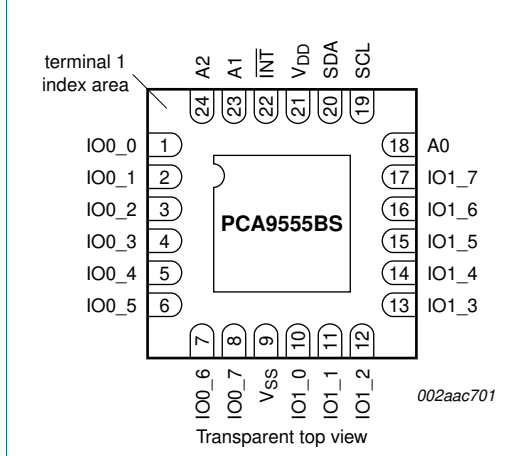 terminal 1
index area
A2
A1
INT
VDD
SDA
SCL
24
23
22
21
20
19
IO0_0 1
IO0_1 2
IO0_2 3
IO0_3 4
IO0_4 5
IO0_5 6
PCA9555BS
18 A0
17 IO1_7
16 IO1_6
15 IO1_5
14 IO1_4
13 IO1_3
7
8
9
10
11
12
IO0_6
IO0_7
VSS
IO1_0
IO1_1
IO1_2
002aac701
Transparent top view